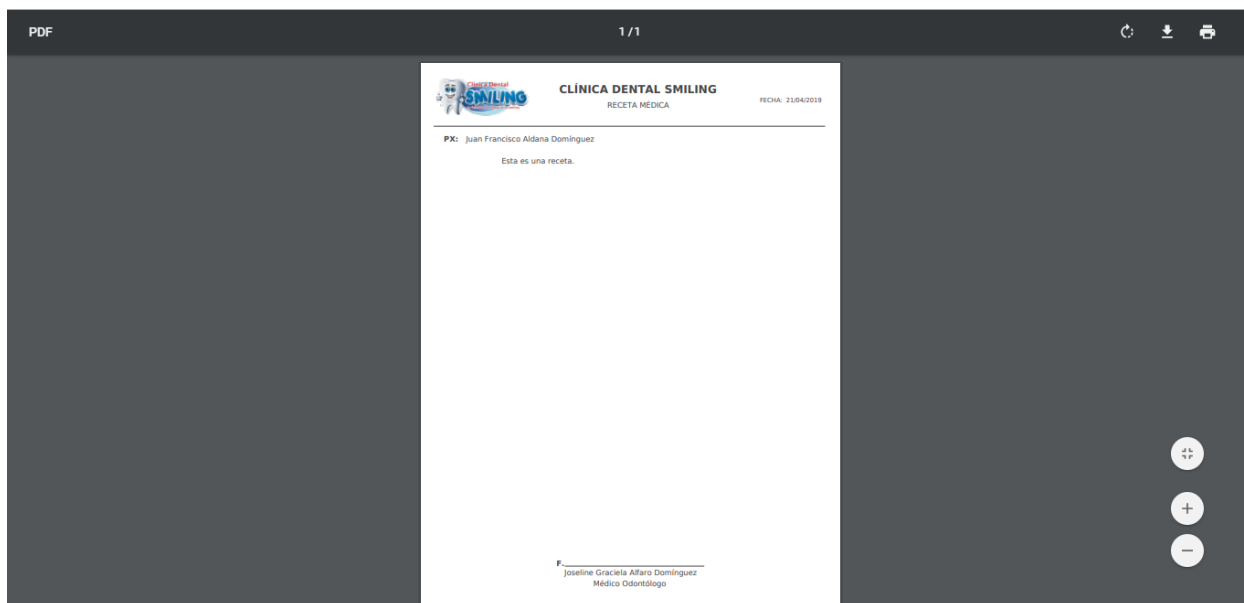 PDF
1 / 1
Clínica Dental
SMILING
CLÍNICA DENTAL SMILING
RECETA MÉDICA
FECHA: 21/04/2019
PX: Juan Francisco Aldana Domínguez
Esta es una receta.
F.
Joseline Graciela Alfaro Domínguez
Médico Odontólogo